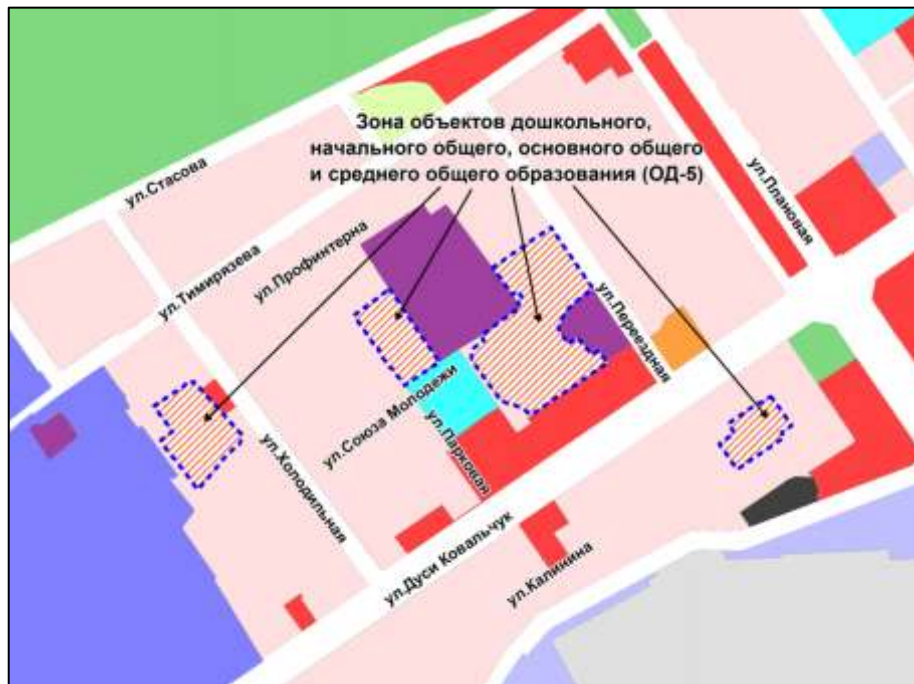 Зона объектов дошкольного,
начального общего, основного общего
и среднего общего образования (ОД-5)
ул.Стасова
ул.Плановая
ул.Профинтерна
ул.Тимирязева
ул.Переездная
ул.Союза Молодежи
ул.Парковая
ул.Холодильная
ул.Дуси Ковальчук
ул.Калинина